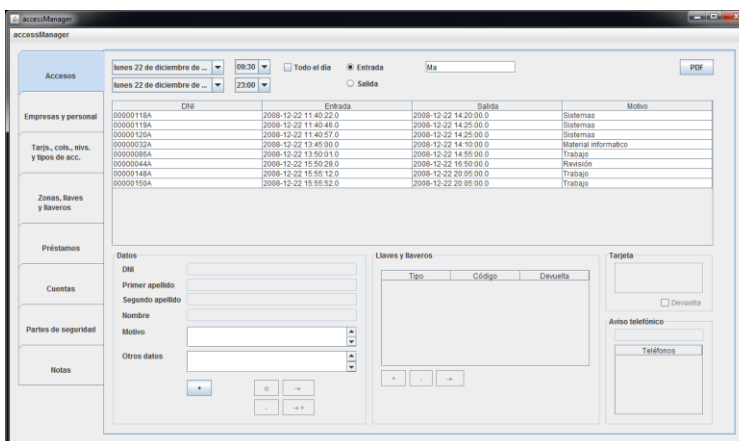 accessManager
accessManager
Accesos
Empresas y personal
Tarjs., cols., nivs.
y tipos de acc.
Zonas, llaves
y llaveros
Préstamos
Cuentas
Partes de seguridad
Notas
lunes 22 de diciembre de ... 09:30 Todo el día Entrada Ma PDF
lunes 22 de diciembre de ... 23:00 Salida
DNI Entrada Salida Motivo
00000118A 2008-12-22 11:40:22.0 2008-12-22 14:20:00.0 Sistemas
00000119A 2008-12-22 11:40:46.0 2008-12-22 14:25:00.0 Sistemas
00000120A 2008-12-22 11:40:57.0 2008-12-22 14:25:00.0 Sistemas
00000032A 2008-12-22 13:45:00.0 2008-12-22 14:10:00.0 Material informatico
00000086A 2008-12-22 13:50:01.0 2008-12-22 14:55:00.0 Trabajo
00000044A 2008-12-22 15:50:29.0 2008-12-22 16:50:00.0 Revisión
00000148A 2008-12-22 15:55:12.0 2008-12-22 20:05:00.0 Trabajo
00000150A 2008-12-22 15:55:52.0 2008-12-22 20:05:00.0 Trabajo
Datos
DNI
Primer apellido
Segundo apellido
Nombre
Motivo
Otros datos
Llaves y llaveros
Tipo Código Devuelta
Tarjeta
Devuelta
Aviso telefónico
Teléfonos